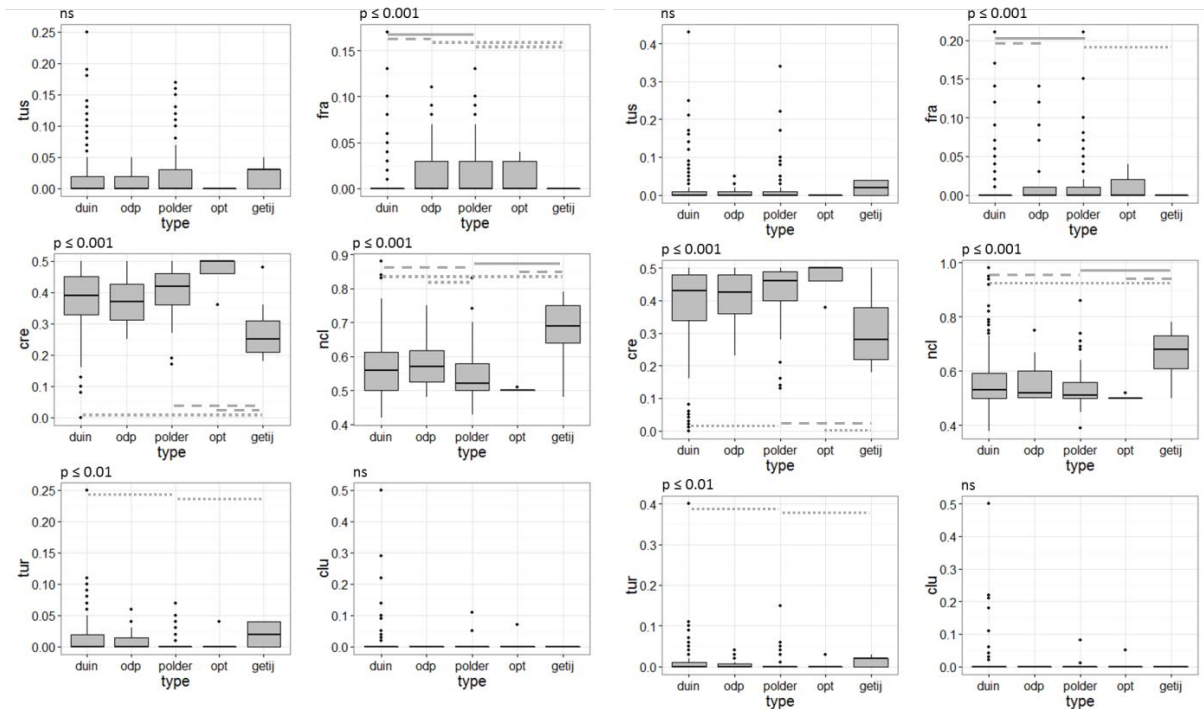 ns
tus
0.25
0.20
0.15
0.10
0.05
0.00
duin odp polder opt getij
type
p ≤ 0.001
fra
0.15
0.10
0.05
0.00
duin odp polder opt getij
type
ns
tus
0.4
0.3
0.2
0.1
0.0
duin odp polder opt getij
type
p ≤ 0.001
fra
0.20
0.15
0.10
0.05
0.00
duin odp polder opt getij
type
p ≤ 0.001
cre
0.5
0.4
0.3
0.2
0.1
0.0
duin odp polder opt getij
type
p ≤ 0.001
ncl
0.9
0.8
0.7
0.6
0.5
0.4
duin odp polder opt getij
type
p ≤ 0.001
cre
0.5
0.4
0.3
0.2
0.1
0.0
duin odp polder opt getij
type
p ≤ 0.001
ncl
1.0
0.8
0.6
0.4
duin odp polder opt getij
type
p ≤ 0.01
tur
0.25
0.20
0.15
0.10
0.05
0.00
duin odp polder opt getij
type
ns
clu
0.5
0.4
0.3
0.2
0.1
0.0
duin odp polder opt getij
type
p ≤ 0.01
tur
0.4
0.3
0.2
0.1
0.0
duin odp polder opt getij
type
ns
clu
0.5
0.4
0.3
0.2
0.1
0.0
duin odp polder opt getij
type